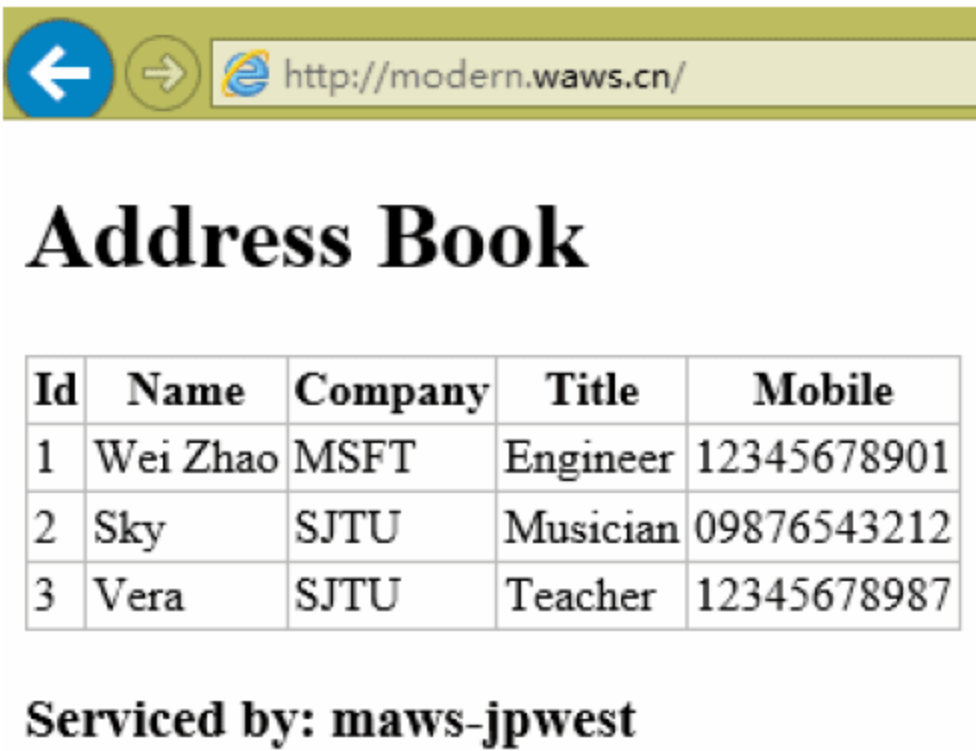 http://modern.waws.cn/
Address Book
Id Name Company Title Mobile
1 Wei Zhao MSFT Engineer 12345678901
2 Sky SJTU Musician 09876543212
3 Vera SJTU Teacher 12345678987
Serviced by: maws-jpwest